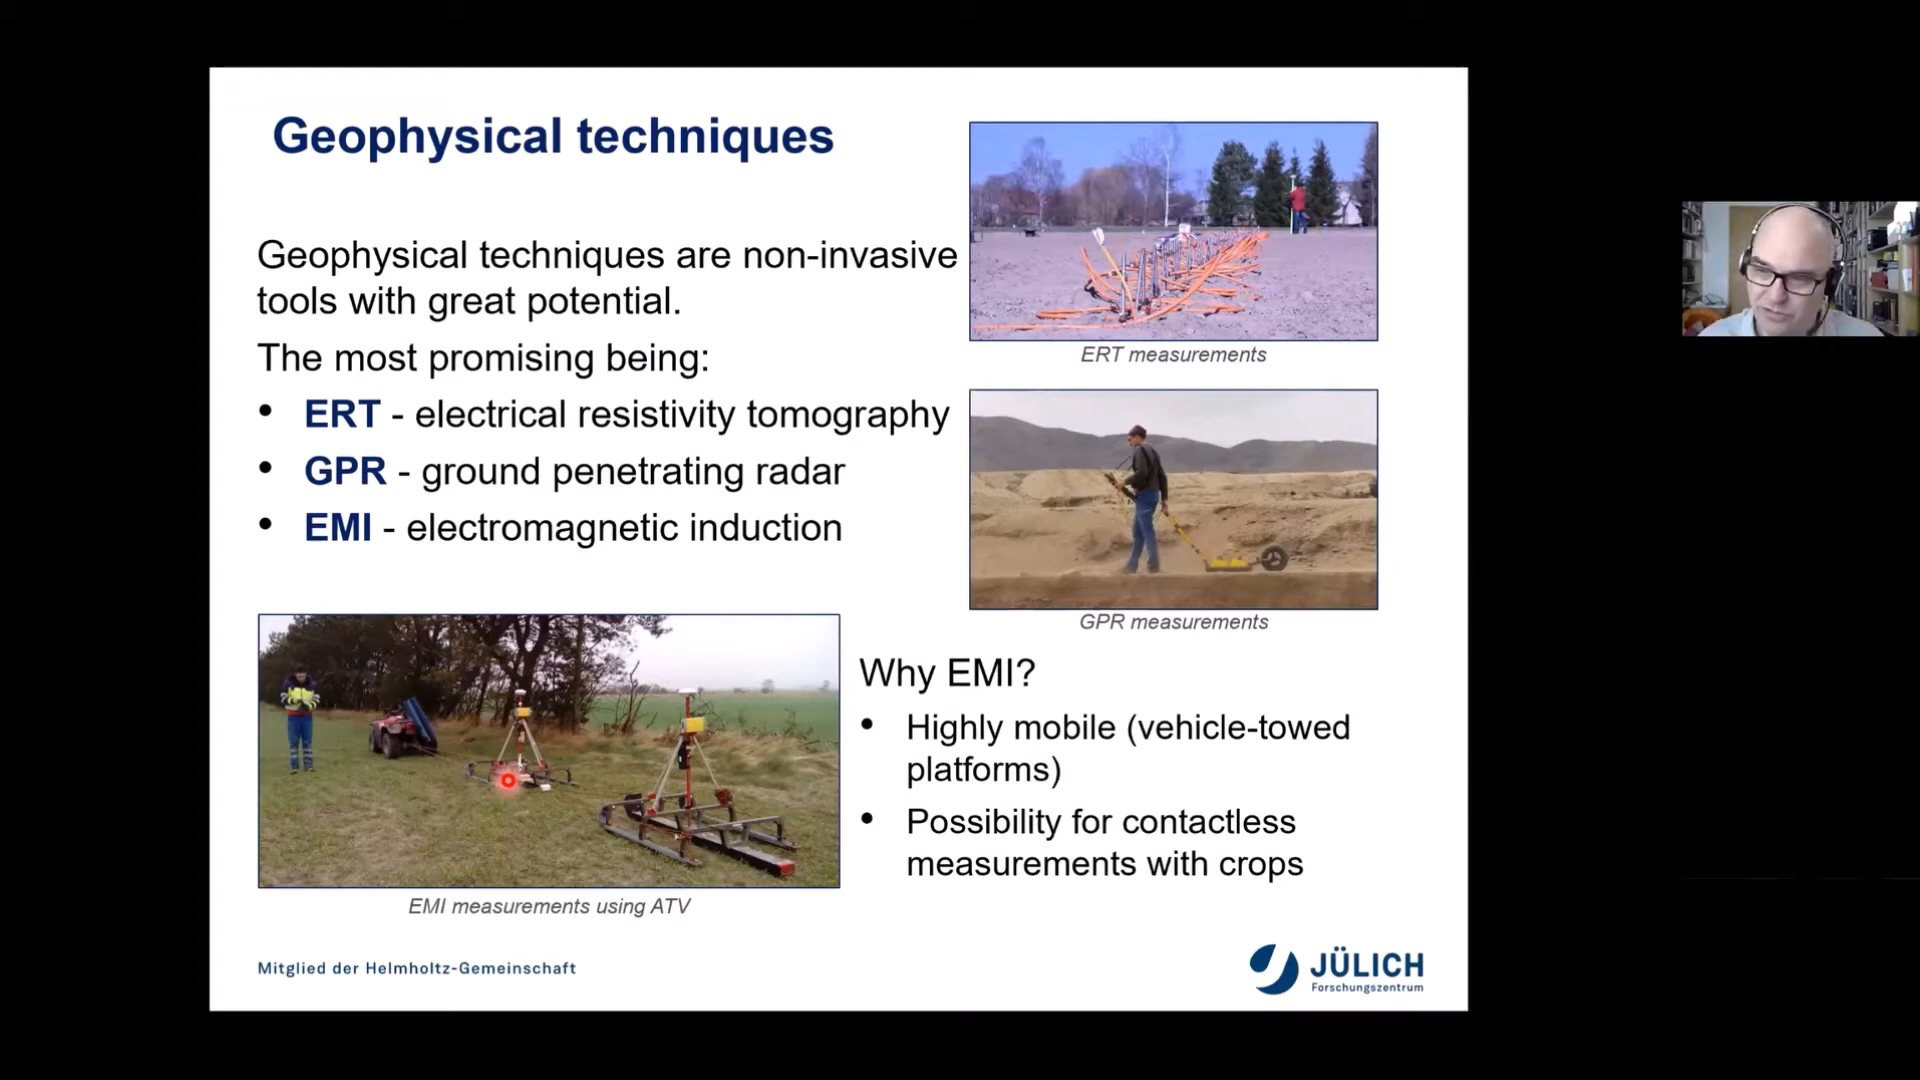 Geophysical techniques
Geophysical techniques are non-invasive
tools with great potential.
The most promising being:
• ERT - electrical resistivity tomography
• GPR - ground penetrating radar
• EMI - electromagnetic induction
ERT measurements
GPR measurements
Why EMI?
• Highly mobile (vehicle-towed
platforms)
• Possibility for contactless
measurements with crops
EMI measurements using ATV
Mitglied der Helmholtz-Gemeinschaft
JÜLICH
Forschungszentrum